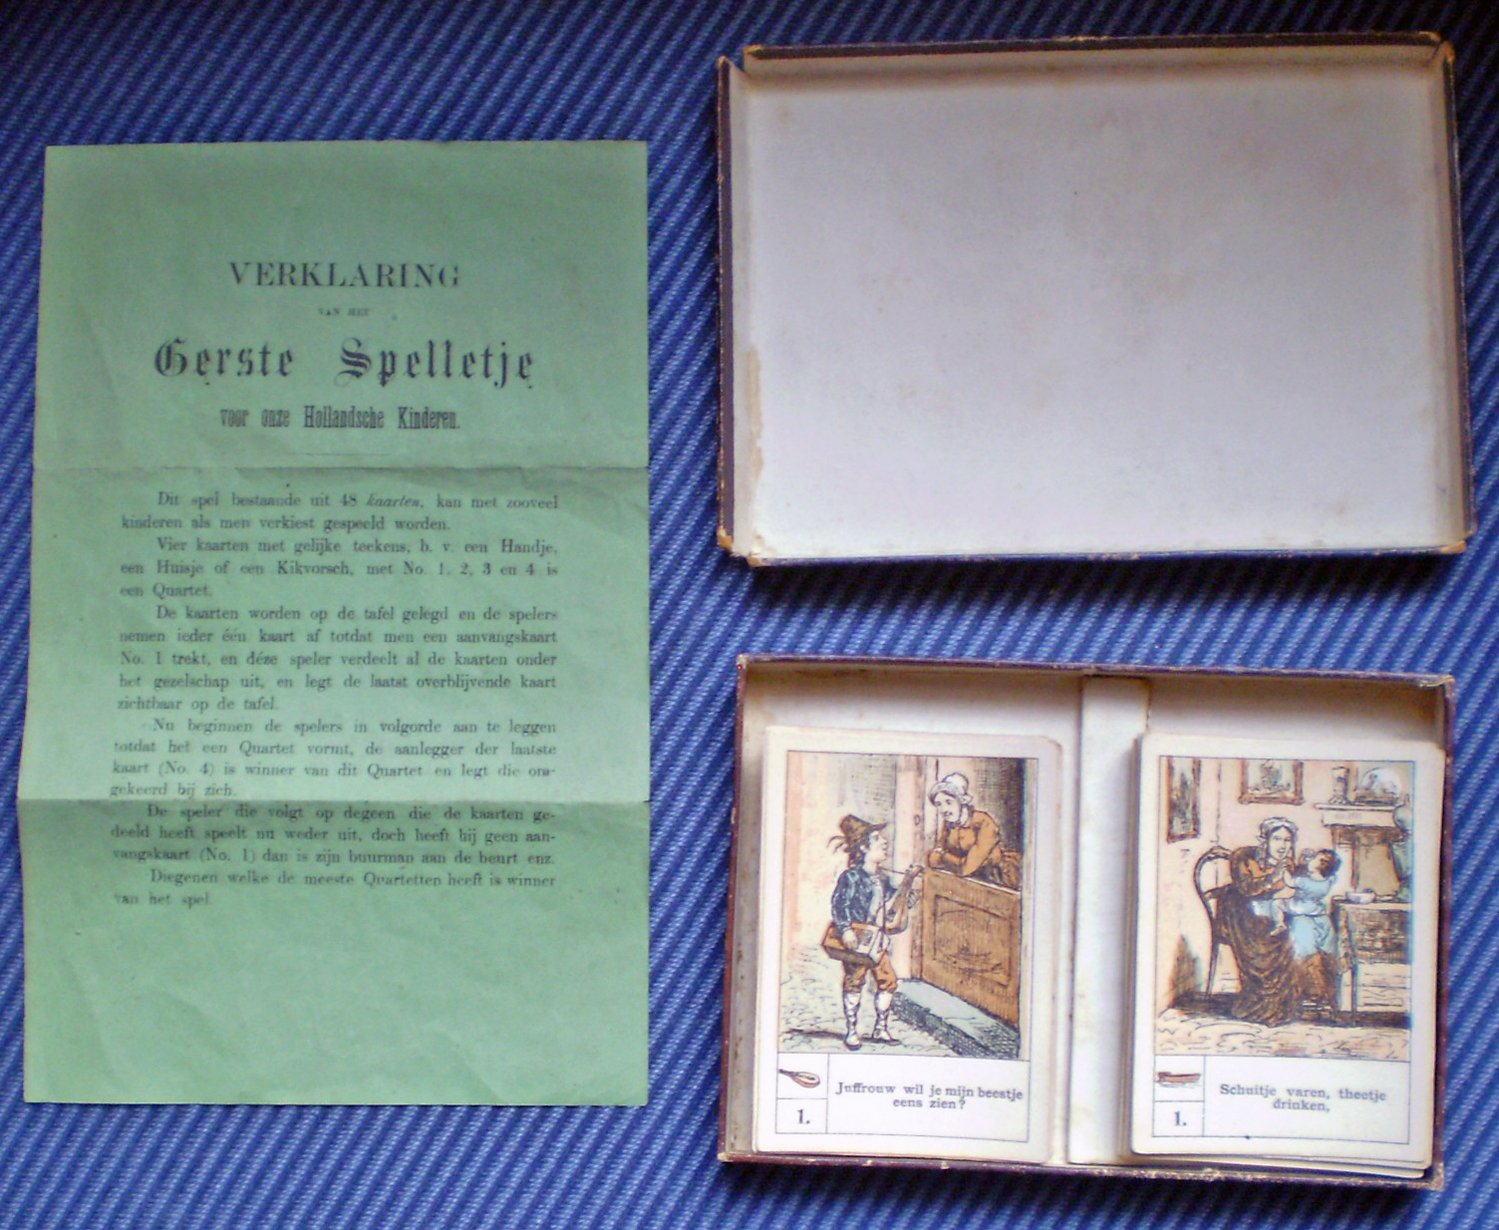 VERKLARING
VAN HET
Eerste Spelletje
voor onze Hollandsche Kinderen.
Dit spel bestaande uit 48 kaarten, kan met zooveel
kinderen als men verkiest gespeeld worden.
Vier kaarten met gelijke teekens, b. v. een Handje,
een Huisje of een Kikvorsch, met No. 1, 2, 3 en 4 is
een Quartet.
De kaarten worden op de tafel gelegd en de spelers
nemen ieder één kaart af totdat men een aanvangskaart
No. 1 trekt, en déze speler verdeelt al de kaarten onder
het gezelschap uit, en legt de laatst overblijvende kaart
zichtbaar op de tafel.
Nu beginnen de spelers in volgorde aan te leggen
totdat het een Quartet vormt, de aanlegger der laatste
kaart (No. 4) is winner van dit Quartet en legt die om-
gekeerd bij zich.
De speler die volgt op degeen die de kaarten ge-
deeld heeft speelt nu weder uit, doch heeft hij geen aan-
vangskaart (No. 1) dan is zijn buurman aan de beurt enz.
Diegenen welke de meeste Quartetten heeft is winner
van het spel.
Juffrouw wil je mijn beestje
eens zien?
1.
Schuitje varen, theetje
drinken,
1.